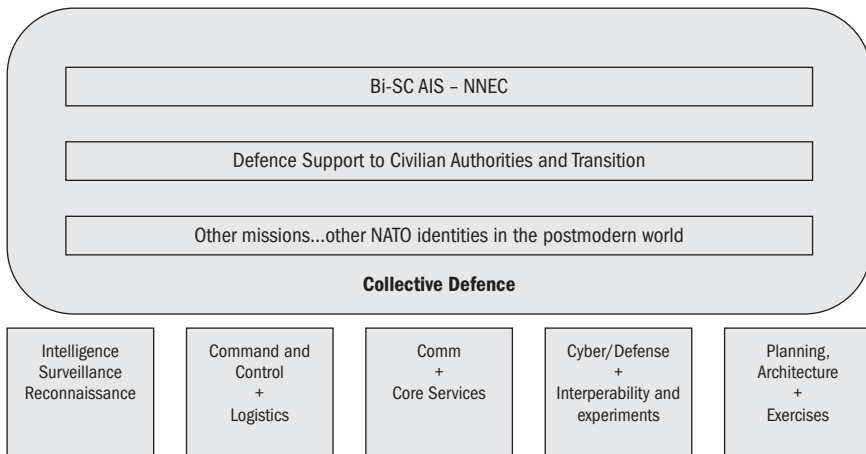 Bi-SC AIS – NNEC
Defence Support to Civilian Authorities and Transition
Other missions...other NATO identities in the postmodern world
Collective Defence
Intelligence
Surveillance
Reconnaissance
Command and
Control
+
Logistics
Comm
+
Core Services
Cyber/Defense
+
Interperability and
experiments
Planning,
Architecture
+
Exercises